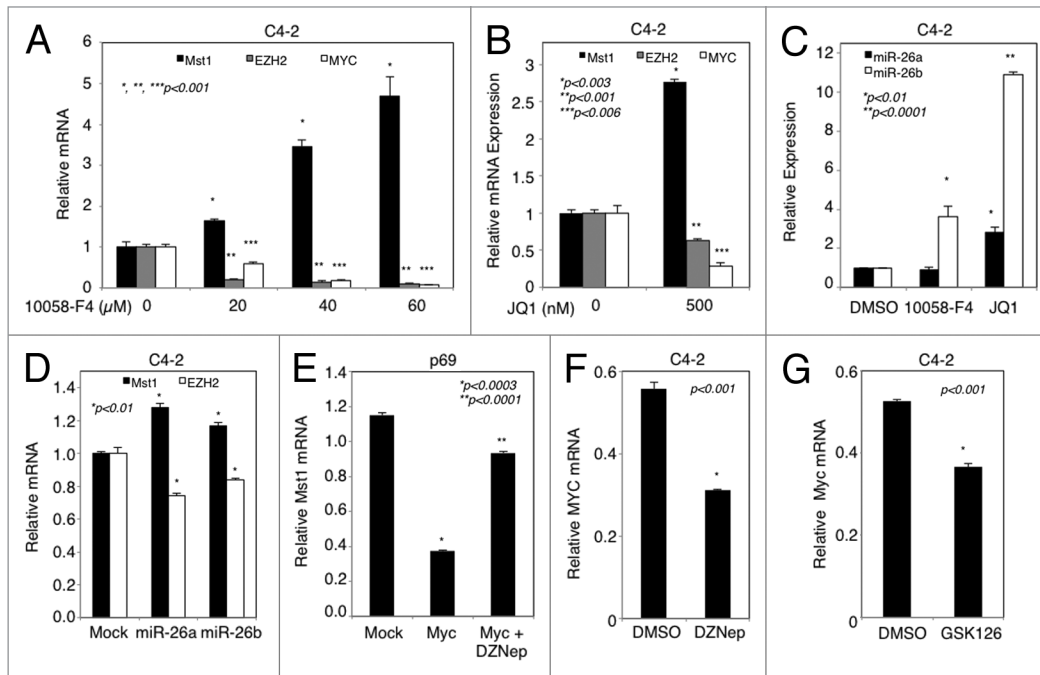 A
C4-2
Mst1 EZH2 MYC
*, **, ***p<0.001
Relative mRNA
6
5
4
3
2
1
0
* ** ***
* ** ***
* ** ***
10058-F4 (µM) 0 20 40 60
B
C4-2
Mst1 EZH2 MYC
*p<0.003
**p<0.001
***p<0.006
Relative mRNA Expression
3
2.5
2
1.5
1
0.5
0
* ** ***
JQ1 (nM) 0 500
C
C4-2
miR-26a
miR-26b
*p<0.01
**p<0.0001
Relative Expression
12
10
8
6
4
2
0
* * **
DMSO 10058-F4 JQ1
D
C4-2
Mst1 EZH2
*p<0.01
Relative mRNA
1.4
1.2
1.0
0.8
0.6
0.4
0.2
0.0
* * * *
Mock miR-26a miR-26b
E
p69
*p<0.0003
**p<0.0001
Relative Mst1 mRNA
1.4
1.2
1.0
0.8
0.6
0.4
0.2
0.0
* **
Mock Myc Myc +
DZNep
F
C4-2
p<0.001
Relative MYC mRNA
0.6
0.4
0.2
0
*
DMSO DZNep
G
C4-2
p<0.001
Relative Myc mRNA
0.6
0.4
0.2
0
*
DMSO GSK126